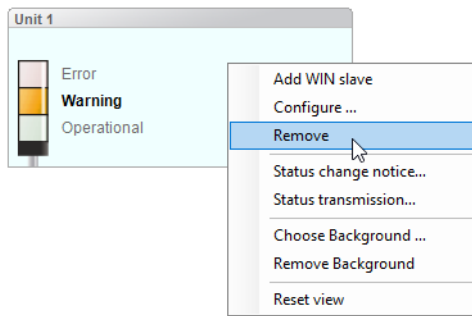 Unit 1
Error
Warning
Operational
Add WIN slave
Configure ...
Remove
Status change notice...
Status transmission...
Choose Background ...
Remove Background
Reset view